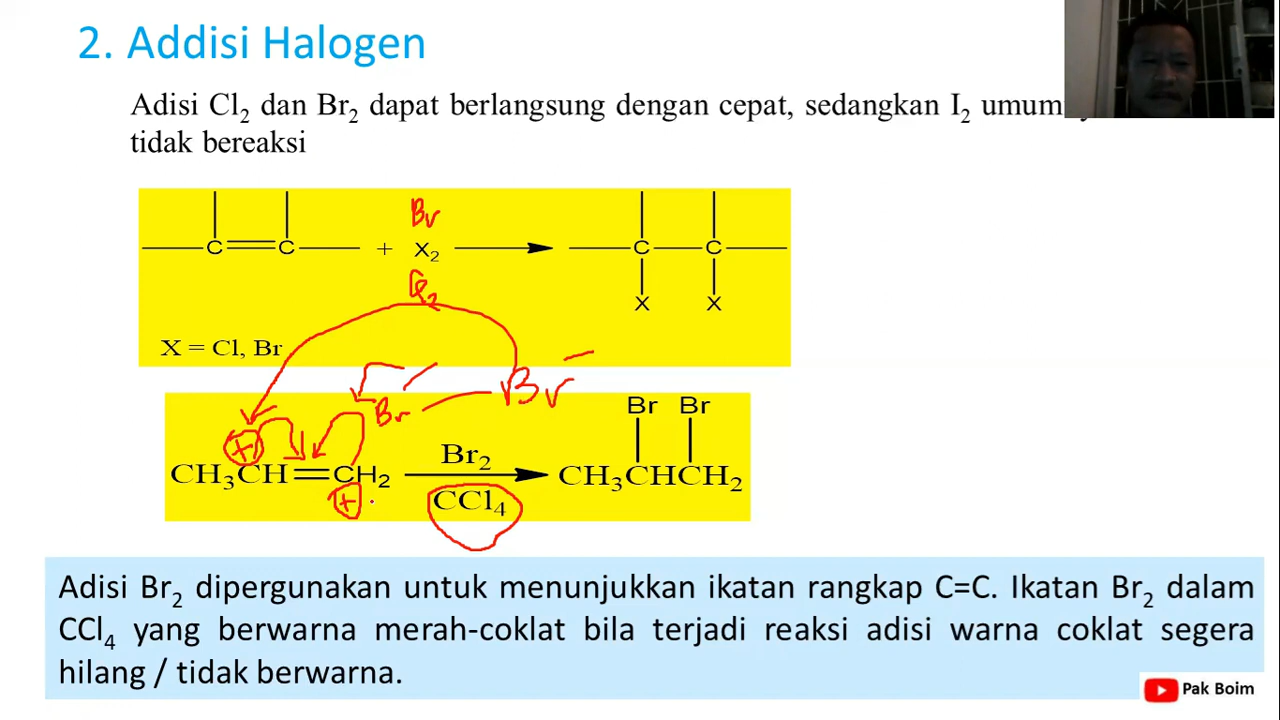 2. Addisi Halogen
Adisi Cl₂ dan Br₂ dapat berlangsung dengan cepat, sedangkan I₂
tidak bereaksi
Br
C=C + X₂ → C C
X X
X = Cl, Br
Br⁻
Br
Br Br
+
CH₃CH=CH₂ Br₂ CH₃CHCH₂
+ CCl₄
Adisi Br₂ dipergunakan untuk menunjukkan ikatan rangkap C=C. Ikatan Br₂ dalam
CCl₄ yang berwarna merah-coklat bila terjadi reaksi adisi warna coklat segera
hilang / tidak berwarna.
Pak Boim